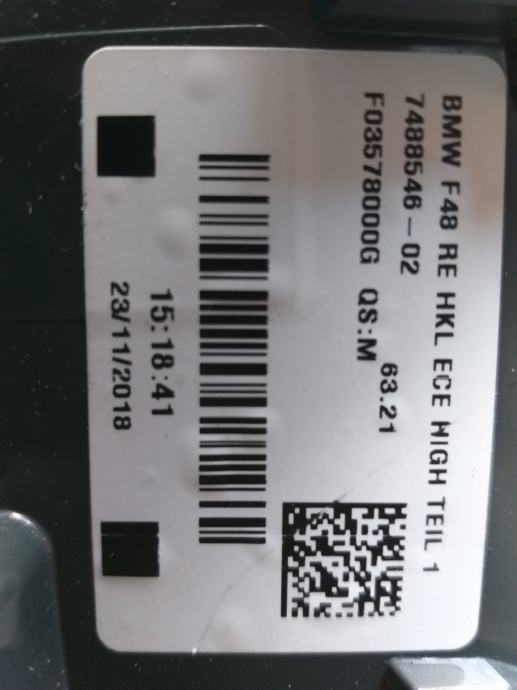 BMW F48 RE HKL ECE HIGH TEIL 1
7488546-02
63.21
F03578000G QS:M
15:18:41
23/11/2018